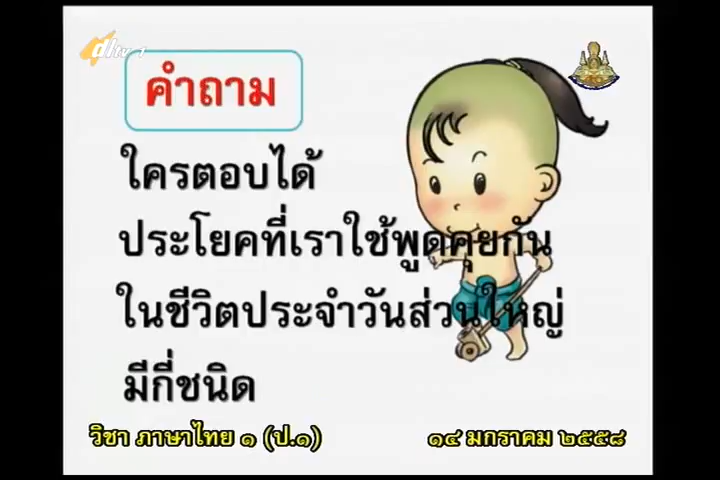 dltv 1
คำถาม
ใครตอบได้
ประโยคที่เราใช้พูดคุยกัน
ในชีวิตประจำวันส่วนใหญ่
มีกี่ชนิด
วิชา ภาษาไทย ๑ (ป.๑)
๑๔ มกราคม ๒๕๕๘